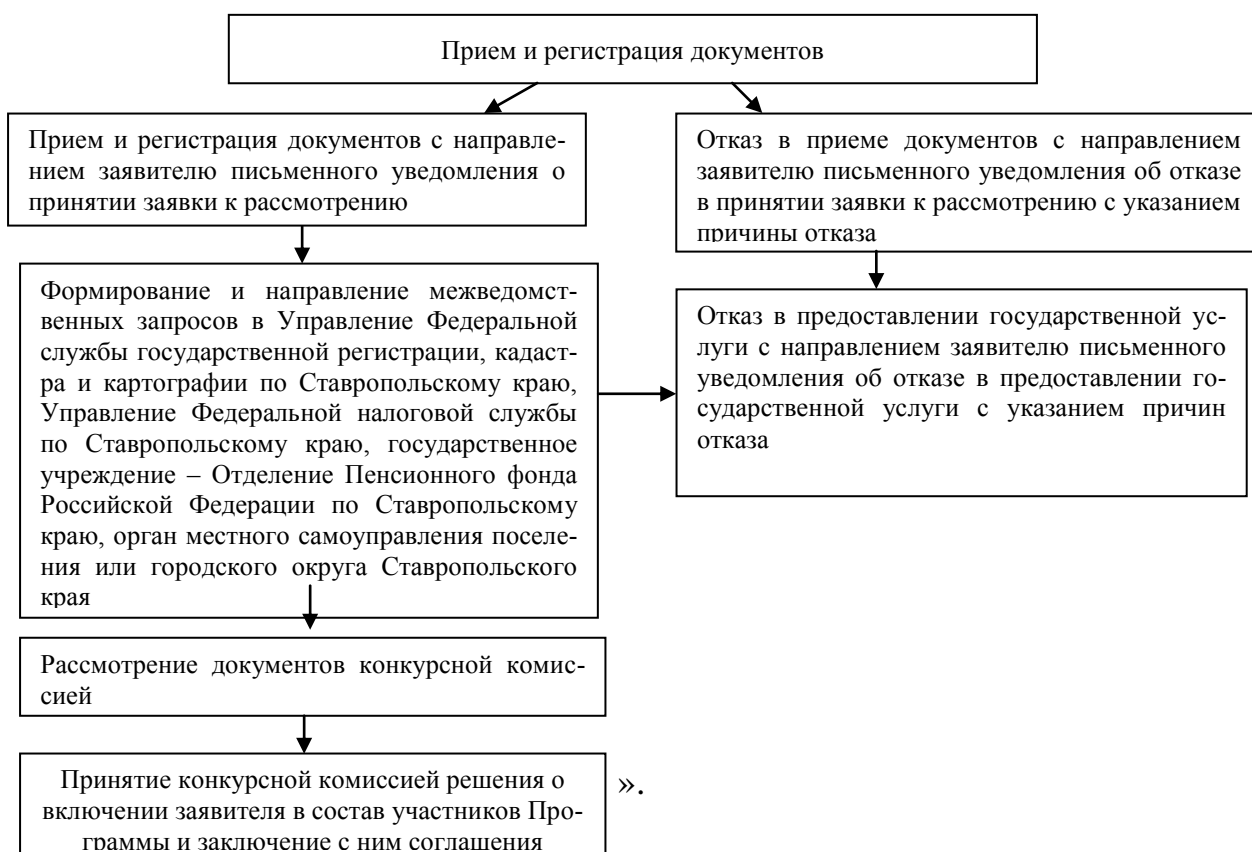 Прием и регистрация документов
Прием и регистрация документов с направле-
нием заявителю письменного уведомления о
принятии заявки к рассмотрению
Отказ в приеме документов с направлением
заявителю письменного уведомления об отказе
в принятии заявки к рассмотрению с указанием
причины отказа
Формирование и направление межведомст-
венных запросов в Управление Федеральной
службы государственной регистрации, кадаст-
ра и картографии по Ставропольскому краю,
Управление Федеральной налоговой службы
по Ставропольскому краю, государственное
учреждение – Отделение Пенсионного фонда
Российской Федерации по Ставропольскому
краю, орган местного самоуправления поселе-
ния или городского округа Ставропольского
края
Отказ в предоставлении государственной ус-
луги с направлением заявителю письменного
уведомления об отказе в предоставлении го-
сударственной услуги с указанием причин
отказа
Рассмотрение документов конкурсной комис-
сией
Принятие конкурсной комиссией решения о
включении заявителя в состав участников Про-
граммы и заключение с ним соглашения
».